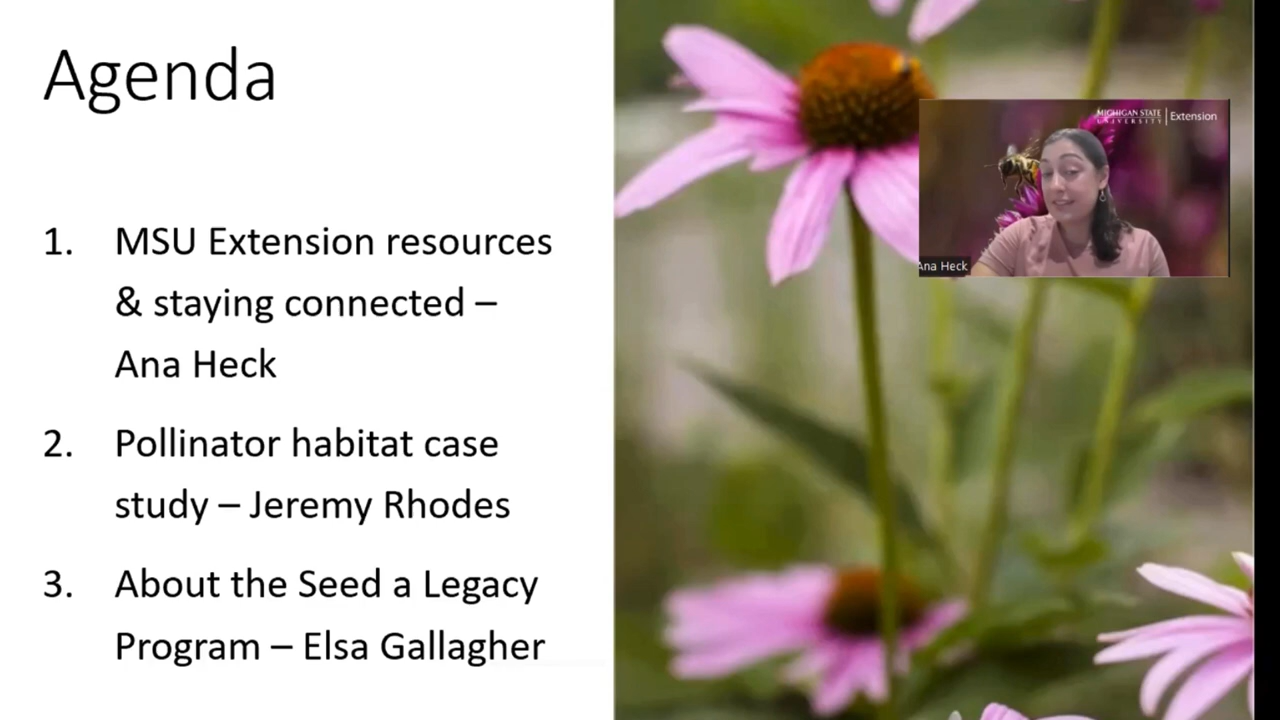 Agenda
1. MSU Extension resources
& staying connected –
Ana Heck
2. Pollinator habitat case
study – Jeremy Rhodes
3. About the Seed a Legacy
Program – Elsa Gallagher
MICHIGAN STATE
UNIVERSITY
Extension
Ana Heck